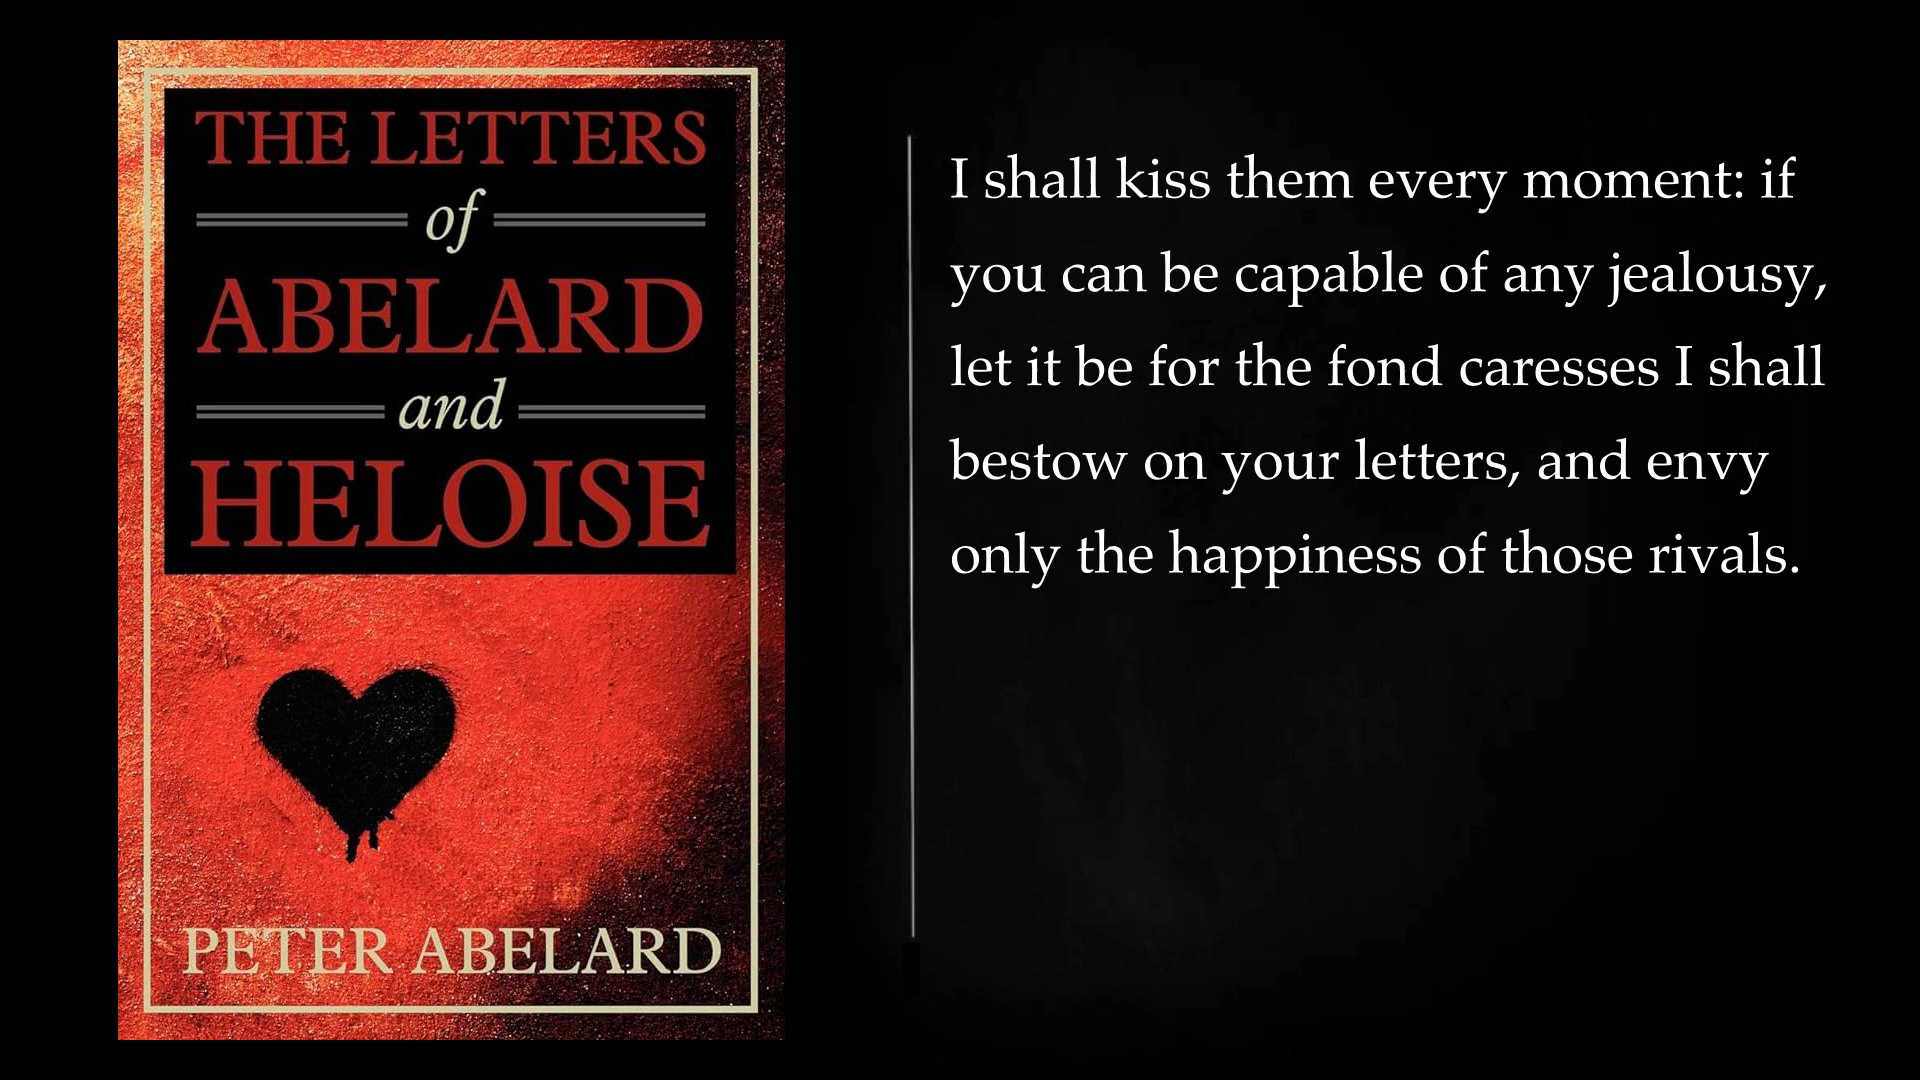 THE LETTERS
of
ABELARD
and
HELOISE
PETER ABELARD
I shall kiss them every moment: if
you can be capable of any jealousy,
let it be for the fond caresses I shall
bestow on your letters, and envy
only the happiness of those rivals.